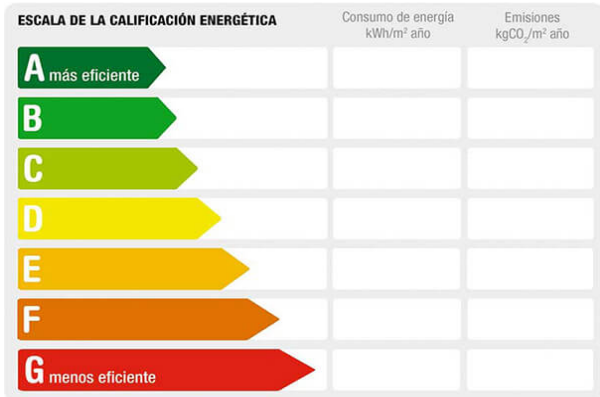 ESCALA DE LA CALIFICACIÓN ENERGÉTICA
Consumo de energía
kWh/m² año
Emisiones
kgCO₂/m² año
A más eficiente
B
C
D
E
F
G menos eficiente